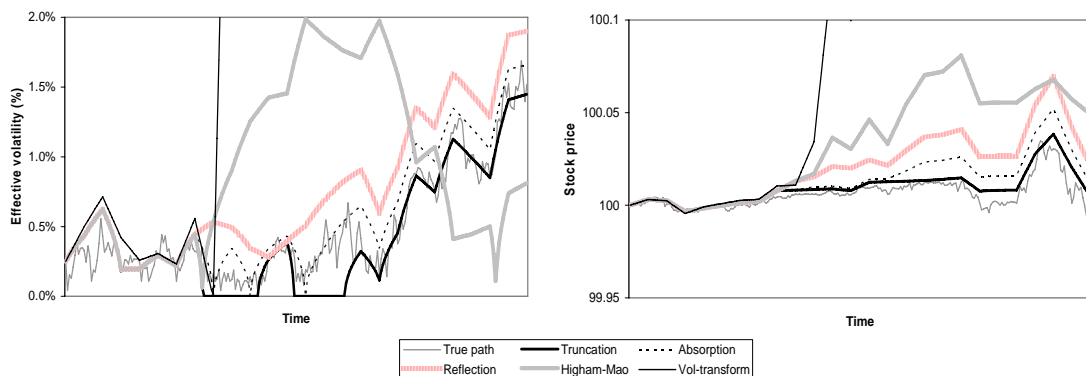 2.0%
1.5%
1.0%
0.5%
0.0%
Effective volatility (%)
Time
100.1
100.05
100
99.95
Stock price
Time
True path
Truncation
Absorption
Reflection
Higham-Mao
Vol-transform